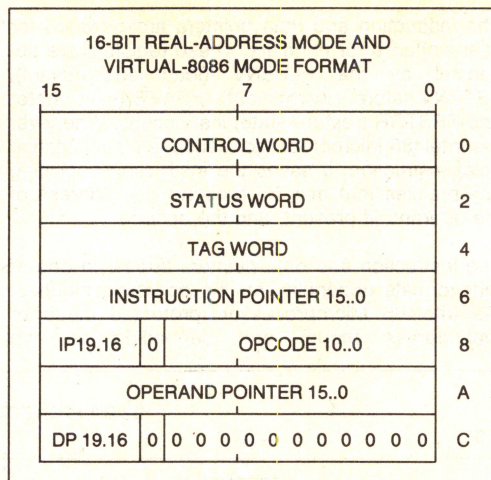 16-BIT REAL-ADDRESS MODE AND
VIRTUAL-8086 MODE FORMAT
15 7 0
CONTROL WORD 0
STATUS WORD 2
TAG WORD 4
INSTRUCTION POINTER 15..0 6
IP19.16 0 OPCODE 10..0 8
OPERAND POINTER 15..0 A
DP 19.16 0 0 0 0 0 0 0 0 0 0 0 0 C